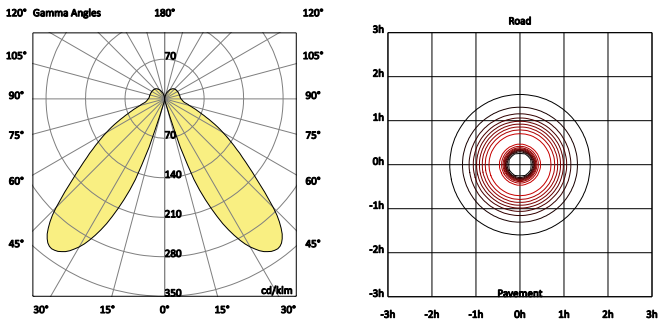 120° Gamma Angles 180° 120°
105° 70 105°
90° 90°
75° 70 75°
60° 140 60°
210
45° 280 45°
350 cd/klm
30° 15° 0° 15° 30°
Road
3h
2h
1h
0h
-1h
-2h
-3h Pavement
-3h -2h -1h 0h 1h 2h 3h